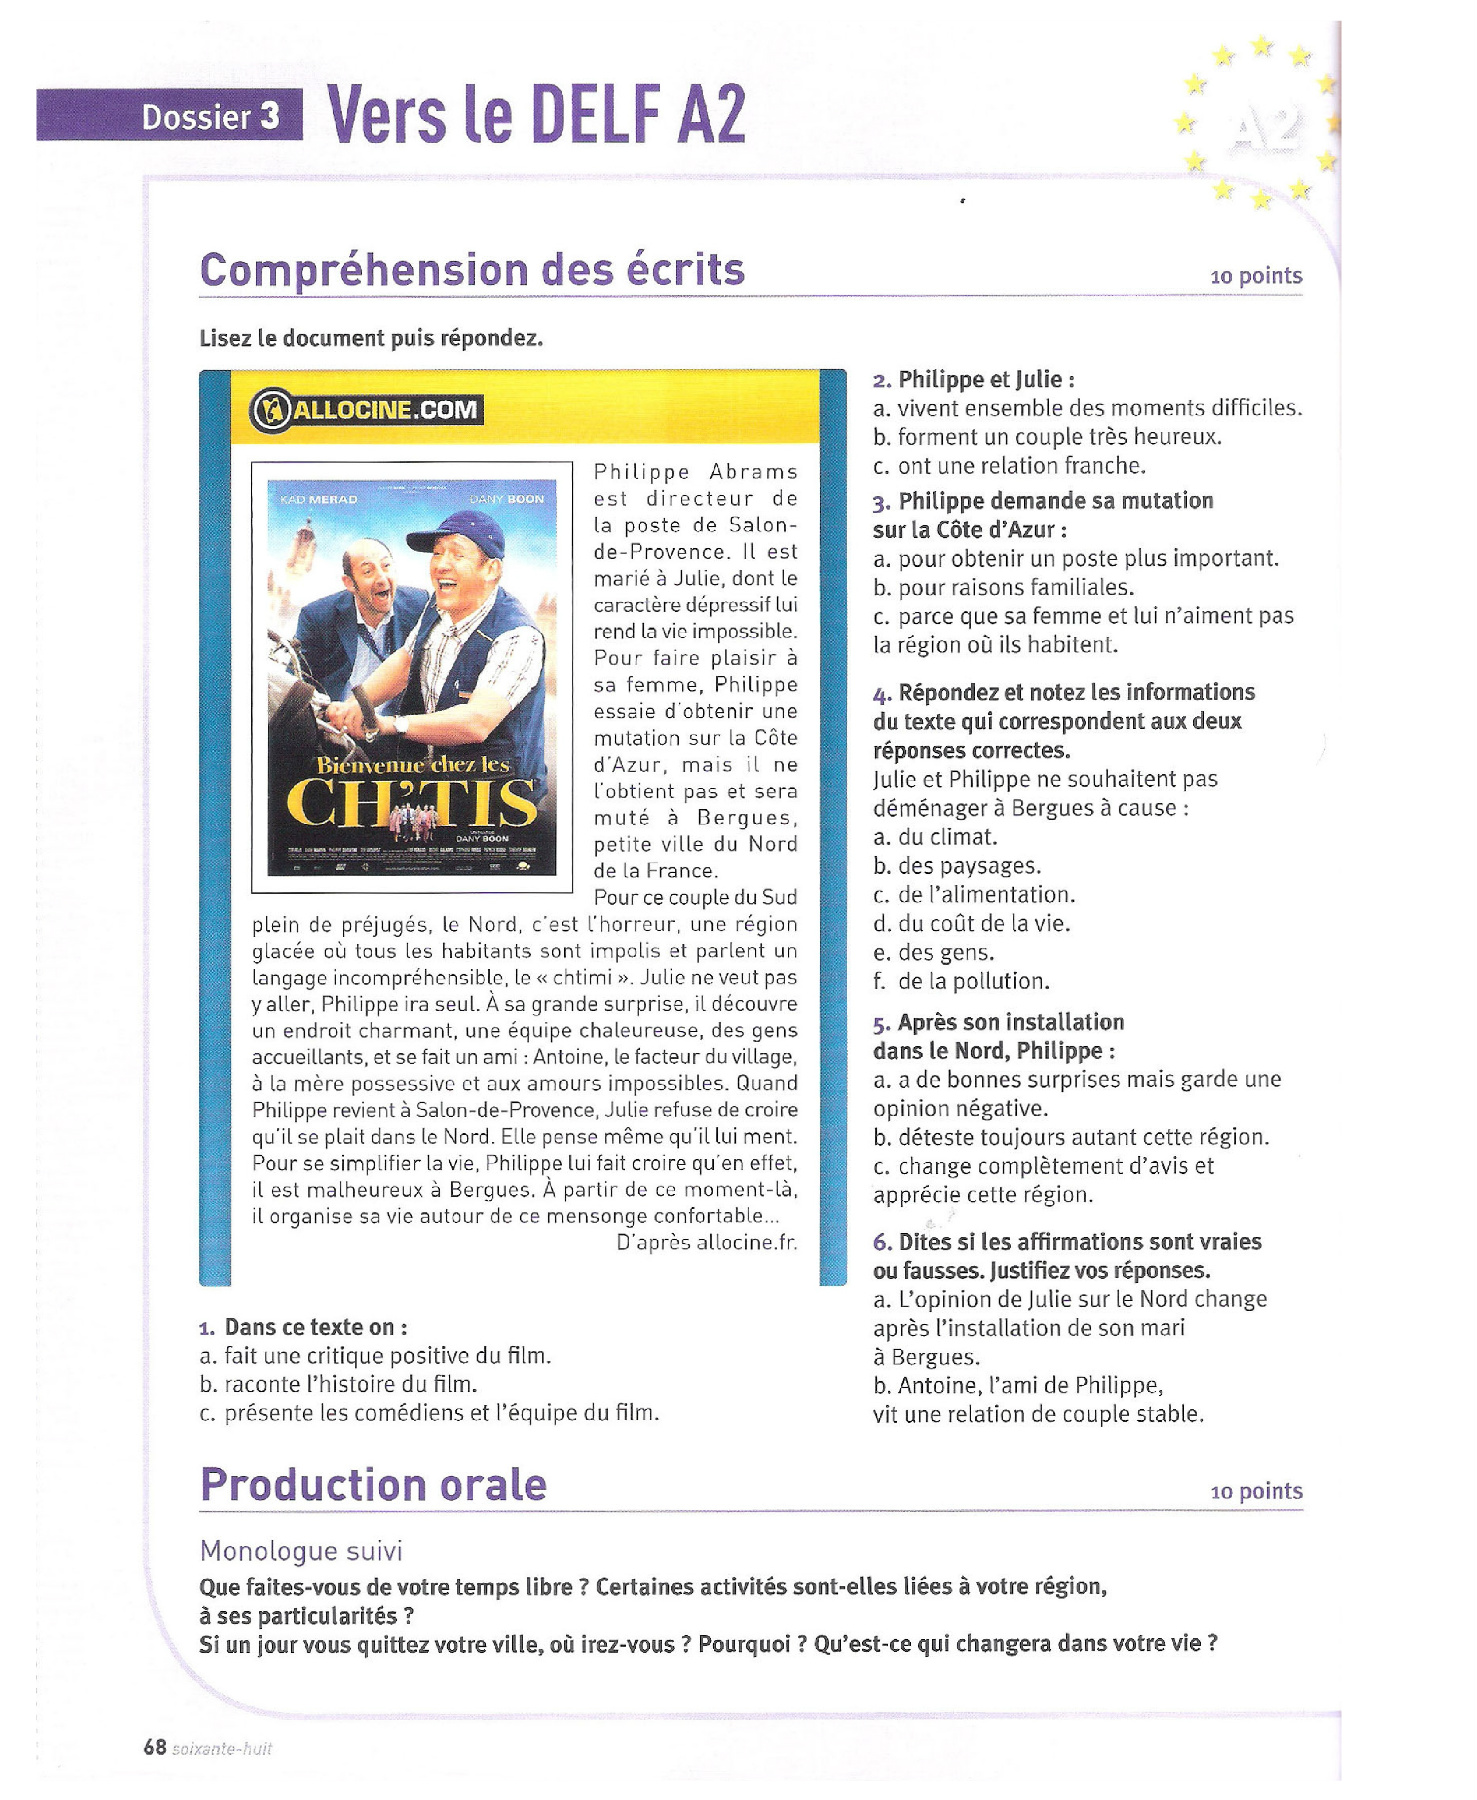 Dossier 3 Vers le DELF A2
A2
Compréhension des écrits
10 points
Lisez le document puis répondez.
ALLOCINE.COM
KAD MERAD DANY BOON
Bienvenue chez les
CH'TIS
DANY BOON
Philippe Abrams
est directeur de
la poste de Salon-
de-Provence. Il est
marié à Julie, dont le
caractère dépressif lui
rend la vie impossible.
Pour faire plaisir à
sa femme, Philippe
essaie d'obtenir une
mutation sur la Côte
d'Azur, mais il ne
l'obtient pas et sera
muté à Bergues,
petite ville du Nord
de la France.
Pour ce couple du Sud
plein de préjugés, le Nord, c'est l'horreur, une région
glacée où tous les habitants sont impolis et parlent un
langage incompréhensible, le « chtimi ». Julie ne veut pas
y aller, Philippe ira seul. À sa grande surprise, il découvre
un endroit charmant, une équipe chaleureuse, des gens
accueillants, et se fait un ami : Antoine, le facteur du village,
à la mère possessive et aux amours impossibles. Quand
Philippe revient à Salon-de-Provence, Julie refuse de croire
qu'il se plait dans le Nord. Elle pense même qu'il lui ment.
Pour se simplifier la vie, Philippe lui fait croire qu'en effet,
il est malheureux à Bergues. À partir de ce moment-là,
il organise sa vie autour de ce mensonge confortable...
D'après allocine.fr.
1. Dans ce texte on :
a. fait une critique positive du film.
b. raconte l'histoire du film.
c. présente les comédiens et l'équipe du film.
2. Philippe et Julie :
a. vivent ensemble des moments difficiles.
b. forment un couple très heureux.
c. ont une relation franche.
3. Philippe demande sa mutation
sur la Côte d'Azur :
a. pour obtenir un poste plus important.
b. pour raisons familiales.
c. parce que sa femme et lui n'aiment pas
la région où ils habitent.
4. Répondez et notez les informations
du texte qui correspondent aux deux
réponses correctes.
Julie et Philippe ne souhaitent pas
déménager à Bergues à cause :
a. du climat.
b. des paysages.
c. de l'alimentation.
d. du coût de la vie.
e. des gens.
f. de la pollution.
5. Après son installation
dans le Nord, Philippe :
a. a de bonnes surprises mais garde une
opinion négative.
b. déteste toujours autant cette région.
c. change complètement d'avis et
apprécie cette région.
6. Dites si les affirmations sont vraies
ou fausses. Justifiez vos réponses.
a. L'opinion de Julie sur le Nord change
après l'installation de son mari
à Bergues.
b. Antoine, l'ami de Philippe,
vit une relation de couple stable.
Production orale
10 points
Monologue suivi
Que faites-vous de votre temps libre ? Certaines activités sont-elles liées à votre région,
à ses particularités ?
Si un jour vous quittez votre ville, où irez-vous ? Pourquoi ? Qu'est-ce qui changera dans votre vie ?
68 soixante-huit